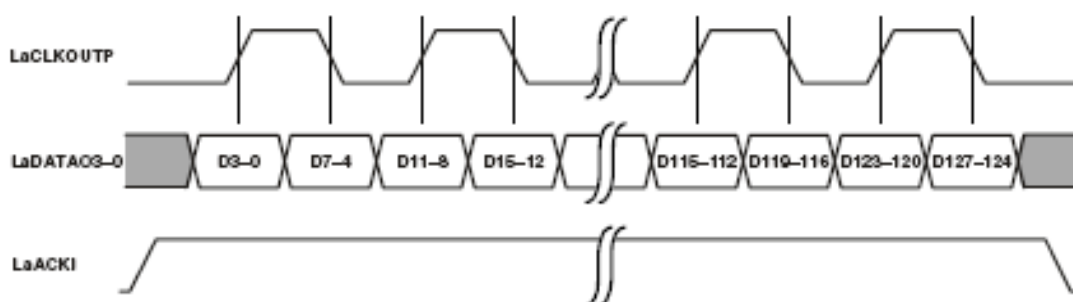 LaCLKOUTP
LaDATAO3–0 D3–0 D7–4 D11–8 D15–12 D115–112 D119–116 D123–120 D127–124
LaACKI